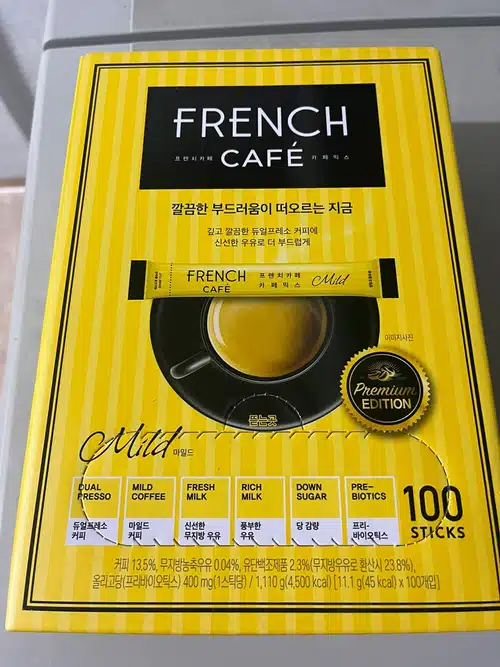 FRENCH
프렌치카페 CAFÉ 카페믹스
깔끔한 부드러움이 떠오르는 지금
깊고 깔끔한 듀얼프레소 커피에
신선한 우유로 더 부드럽게
FRENCH
CAFÉ
프렌치카페
카페믹스
Mild
이미지사진
Premium
EDITION
뜯는곳
Mild 마일드
DUAL
PRESSO
듀얼프레소
커피
MILD
COFFEE
마일드
커피
FRESH
MILK
신선한
무지방 우유
RICH
MILK
풍부한
우유
DOWN
SUGAR
당 감량
PRE-
BIOTICS
프리-
바이오틱스
100
STICKS
커피 13.5%, 무지방농축우유 0.04%, 유단백조제품 2.3%(무지방우유로 환산시 23.8%),
올리고당(프리바이오틱스) 400 mg(1스틱당) / 1,110 g(4,500 kcal) [11.1 g(45 kcal) x 100개입]